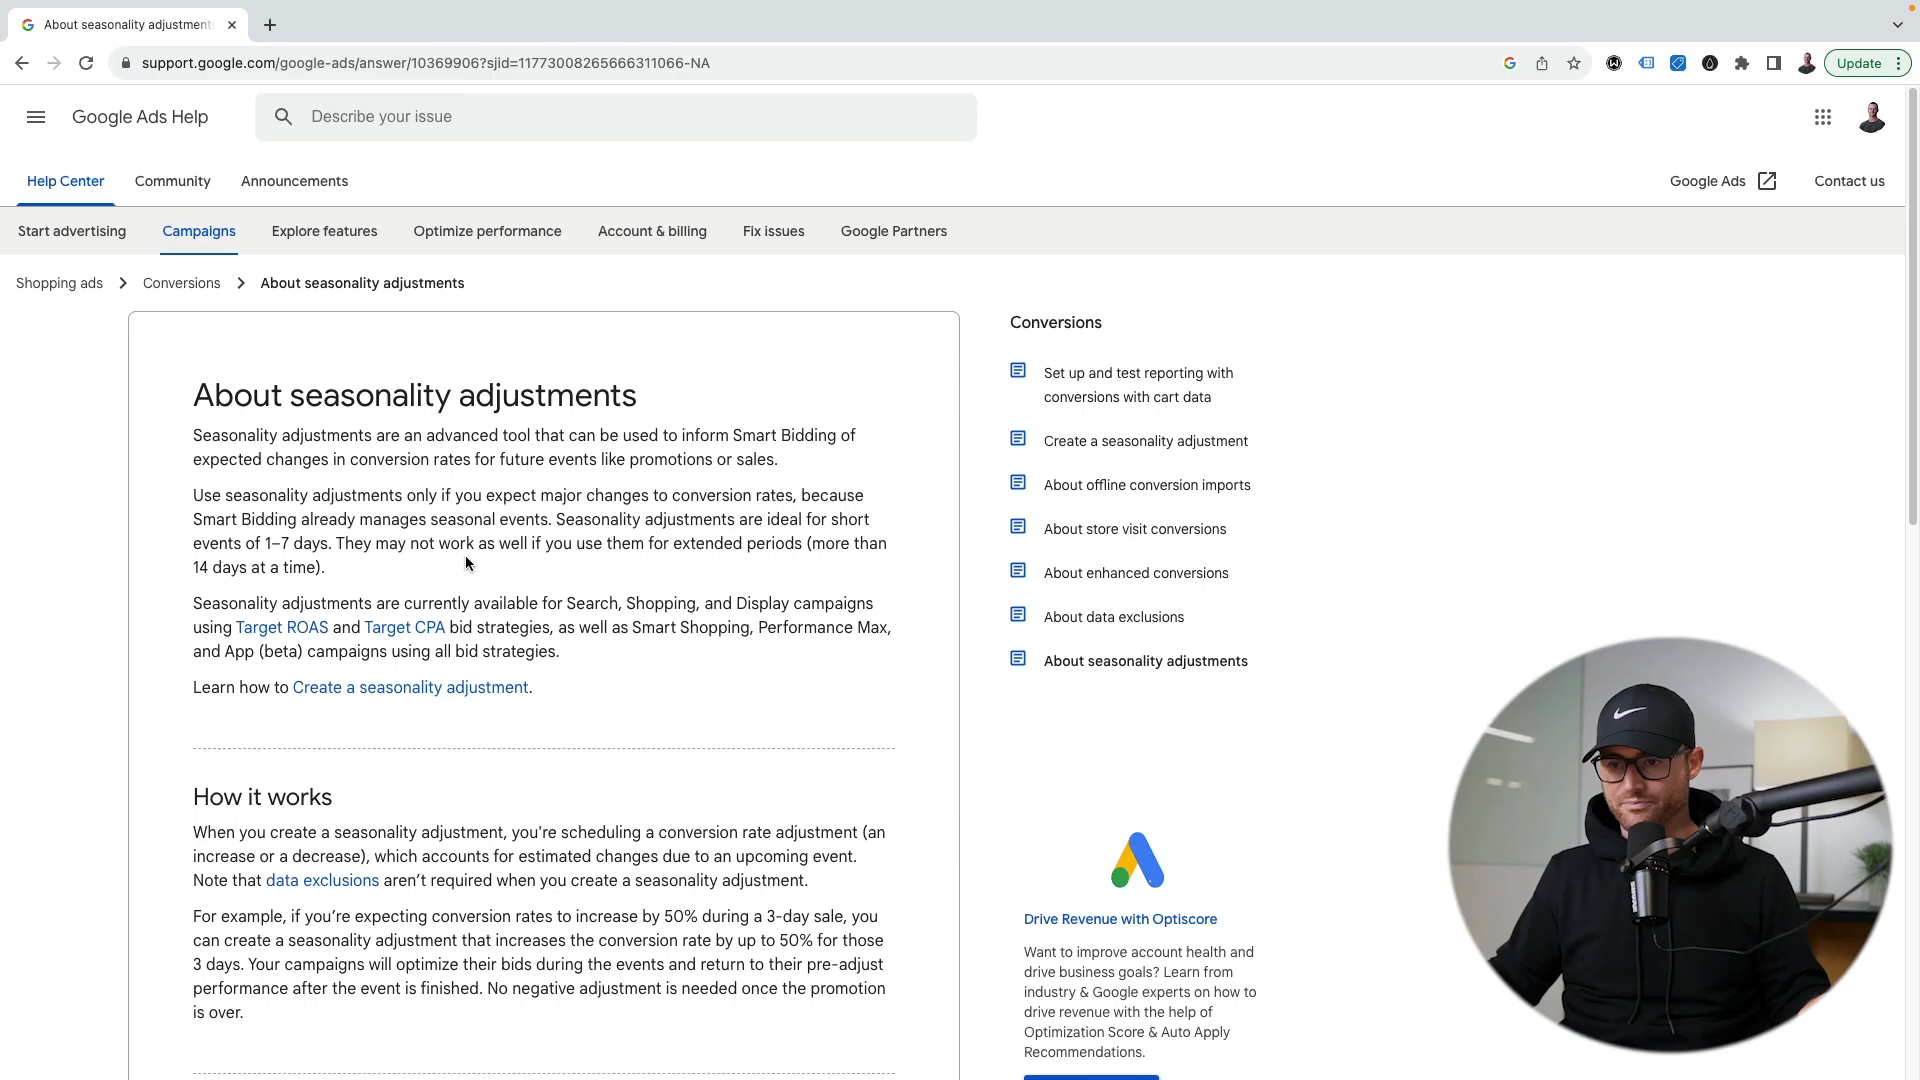 About seasonality adjustments
support.google.com/google-ads/answer/10369906?sjid=11773008265666311066-NA
Update
Google Ads Help
Describe your issue
Help Center
Community
Announcements
Google Ads
Contact us
Start advertising
Campaigns
Explore features
Optimize performance
Account & billing
Fix issues
Google Partners
Shopping ads
Conversions
About seasonality adjustments
About seasonality adjustments
Seasonality adjustments are an advanced tool that can be used to inform Smart Bidding of
expected changes in conversion rates for future events like promotions or sales.
Use seasonality adjustments only if you expect major changes to conversion rates, because
Smart Bidding already manages seasonal events. Seasonality adjustments are ideal for short
events of 1–7 days. They may not work as well if you use them for extended periods (more than
14 days at a time).
Seasonality adjustments are currently available for Search, Shopping, and Display campaigns
using Target ROAS and Target CPA bid strategies, as well as Smart Shopping, Performance Max,
and App (beta) campaigns using all bid strategies.
Learn how to Create a seasonality adjustment.
How it works
When you create a seasonality adjustment, you're scheduling a conversion rate adjustment (an
increase or a decrease), which accounts for estimated changes due to an upcoming event.
Note that data exclusions aren’t required when you create a seasonality adjustment.
For example, if you’re expecting conversion rates to increase by 50% during a 3-day sale, you
can create a seasonality adjustment that increases the conversion rate by up to 50% for those
3 days. Your campaigns will optimize their bids during the events and return to their pre-adjust
performance after the event is finished. No negative adjustment is needed once the promotion
is over.
Conversions
Set up and test reporting with
conversions with cart data
Create a seasonality adjustment
About offline conversion imports
About store visit conversions
About enhanced conversions
About data exclusions
About seasonality adjustments
Drive Revenue with Optiscore
Want to improve account health and
drive business goals? Learn from
industry & Google experts on how to
drive revenue with the help of
Optimization Score & Auto Apply
Recommendations.